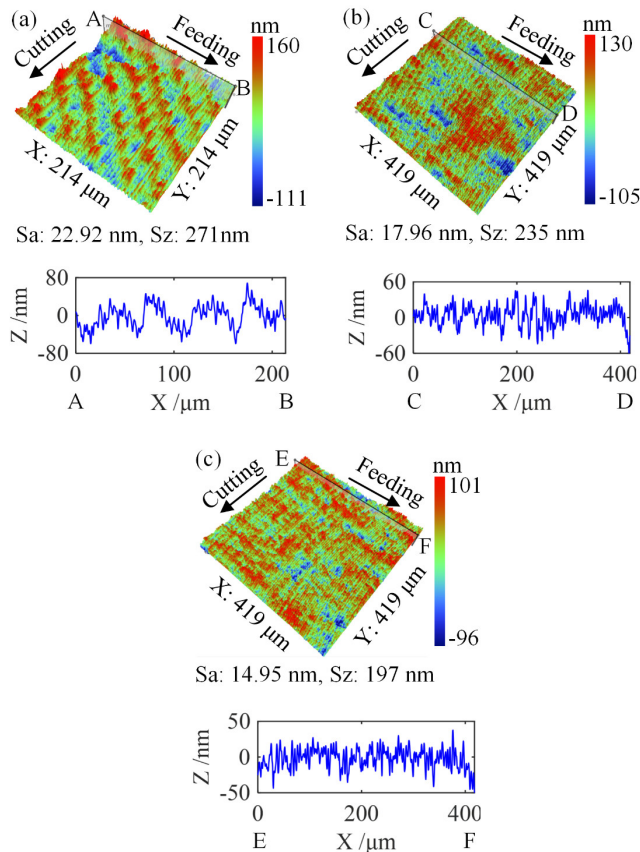 (a)
A
Cutting
Feeding
B
nm
160
-111
X: 214 μm
Y: 214 μm
Sa: 22.92 nm, Sz: 271nm
Z /nm
80
0
-80
0
100
200
A
X /μm
B
(b)
C
Cutting
Feeding
D
nm
130
-105
X: 419 μm
Y: 419 μm
Sa: 17.96 nm, Sz: 235 nm
Z /nm
60
0
-60
0
200
400
C
X /μm
D
(c)
E
Cutting
Feeding
F
nm
101
-96
X: 419 μm
Y: 419 μm
Sa: 14.95 nm, Sz: 197 nm
Z /nm
50
0
-50
0
200
400
E
X /μm
F